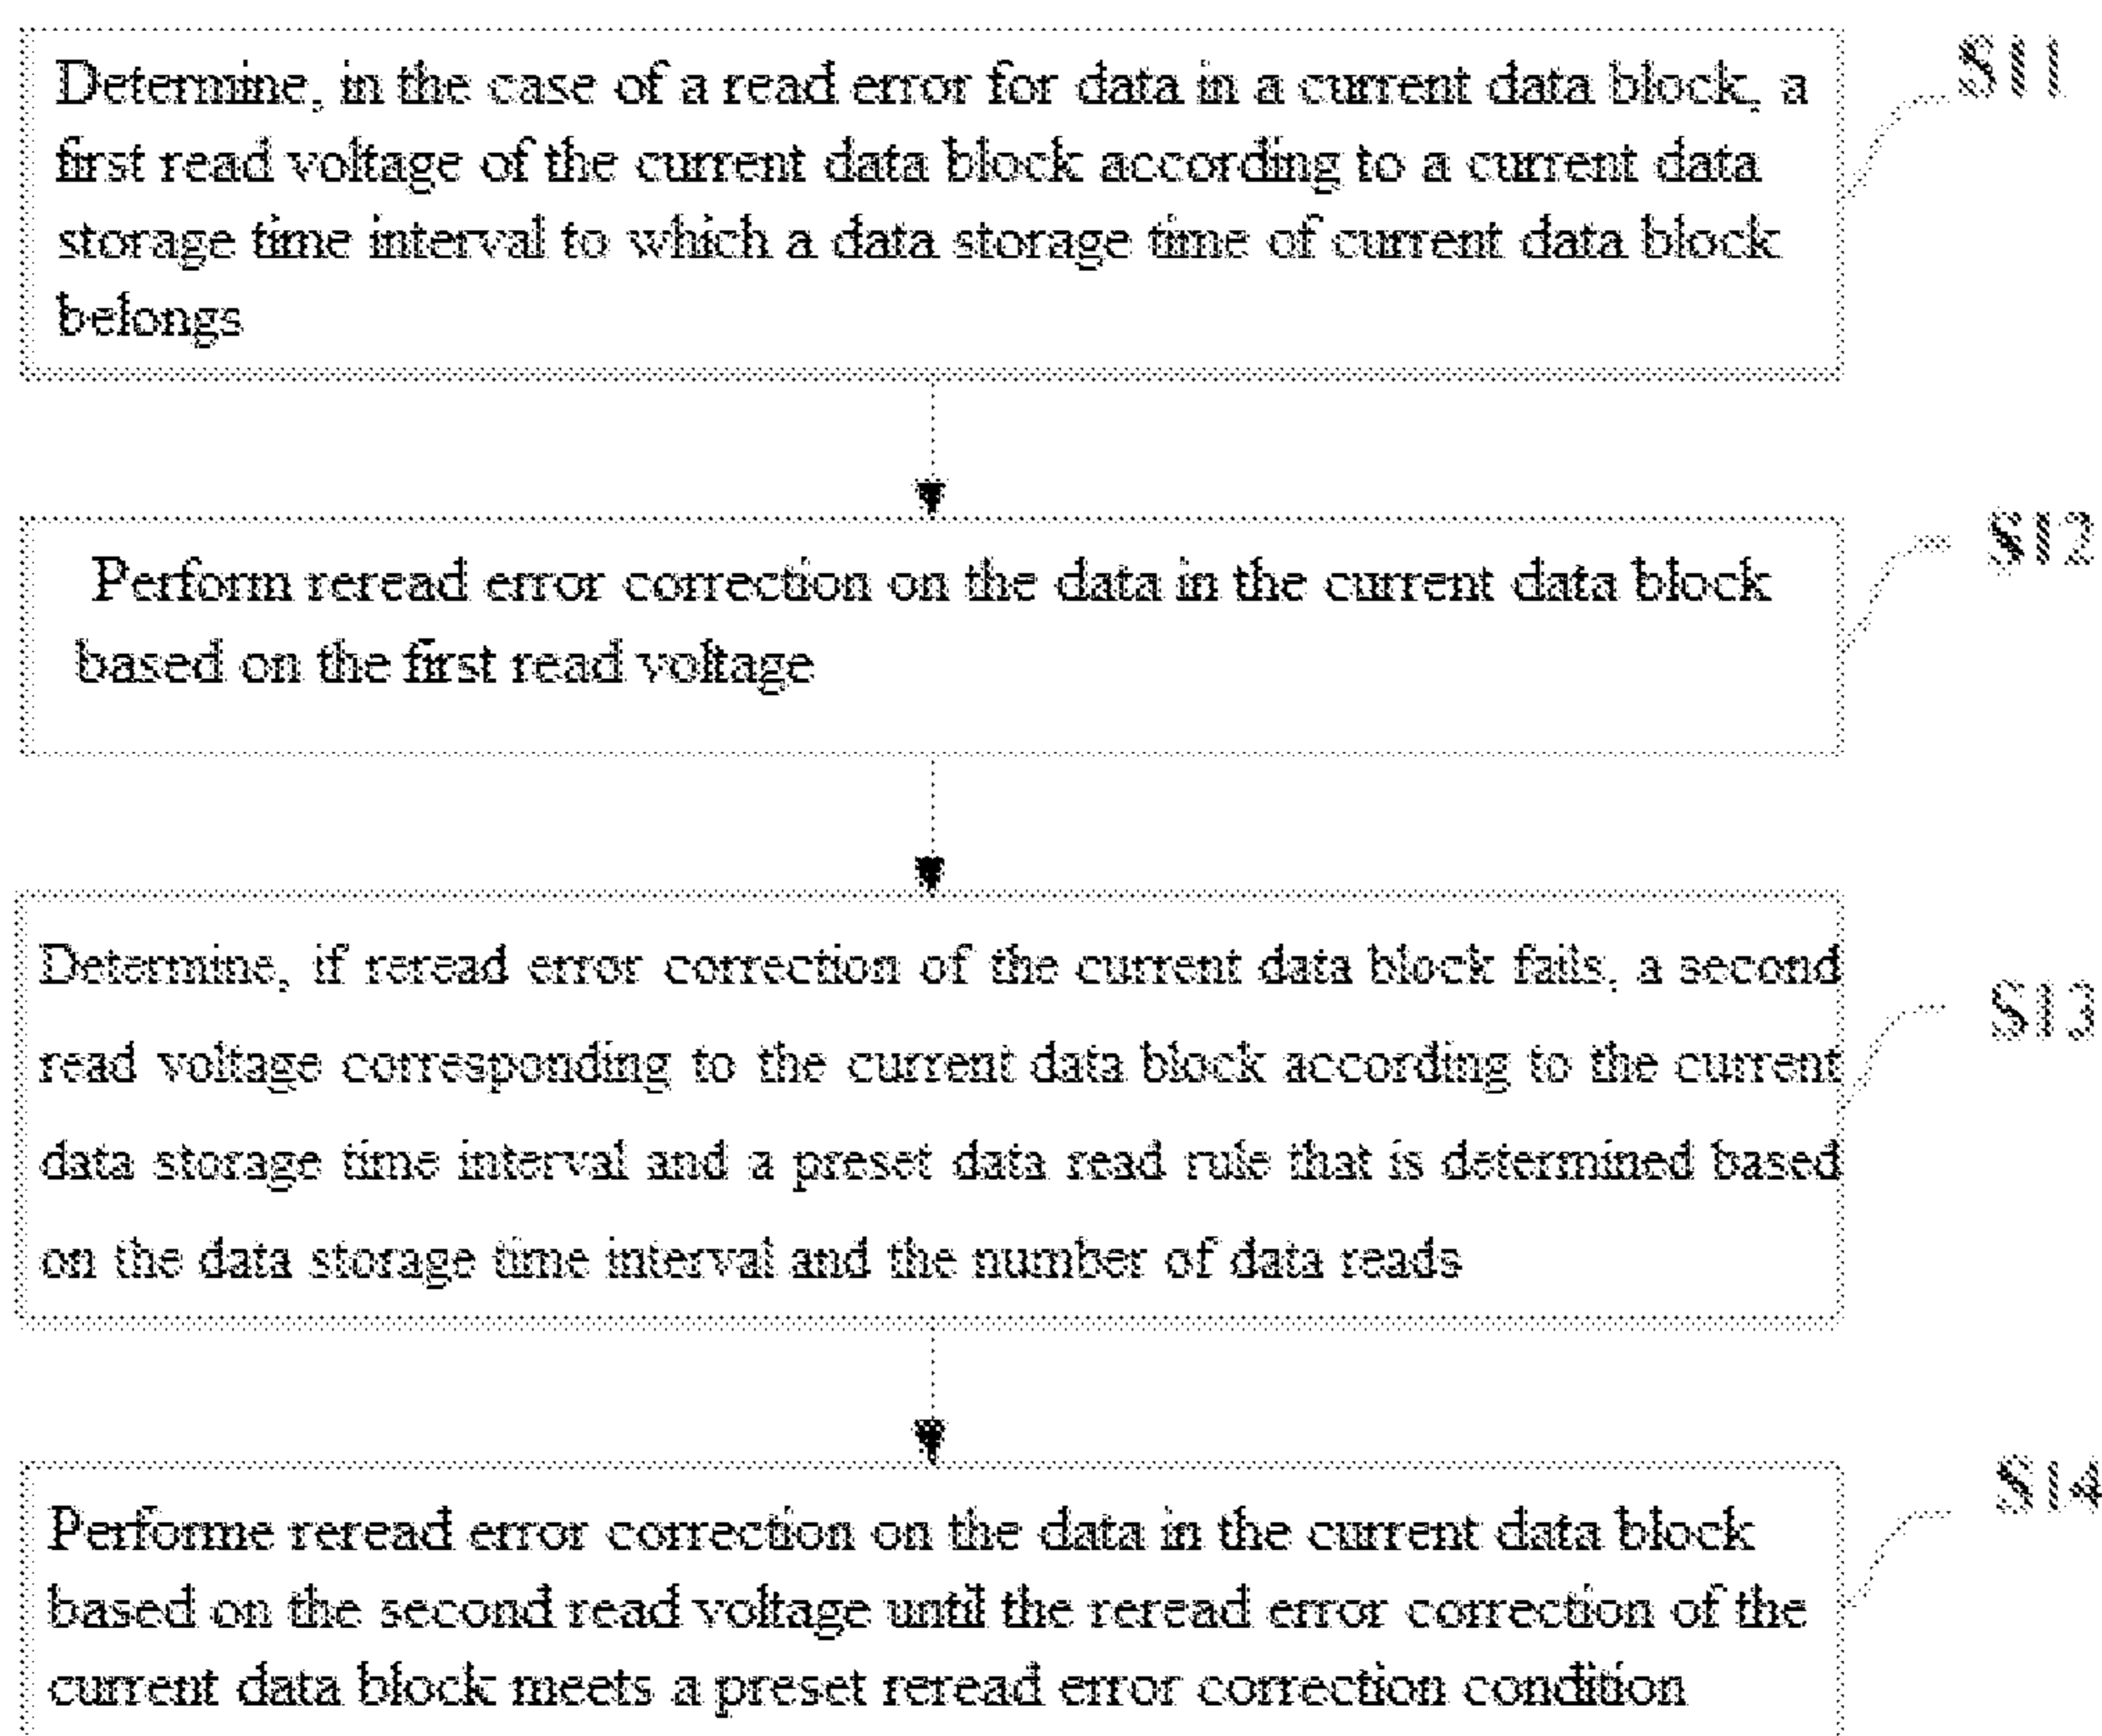 Determine, in the case of a read error for data in a current data block, a
first read voltage of the current data block according to a current data
storage time interval to which a data storage time of current data block
belongs
S11
Perform reread error correction on the data in the current data block
based on the first read voltage
S12
Determine, if reread error correction of the current data block fails, a second
read voltage corresponding to the current data block according to the current
data storage time interval and a preset data read rule that is determined based
on the data storage time interval and the number of data reads
S13
Performe reread error correction on the data in the current data block
based on the second read voltage until the reread error correction of the
current data block meets a preset reread error correction condition
S14